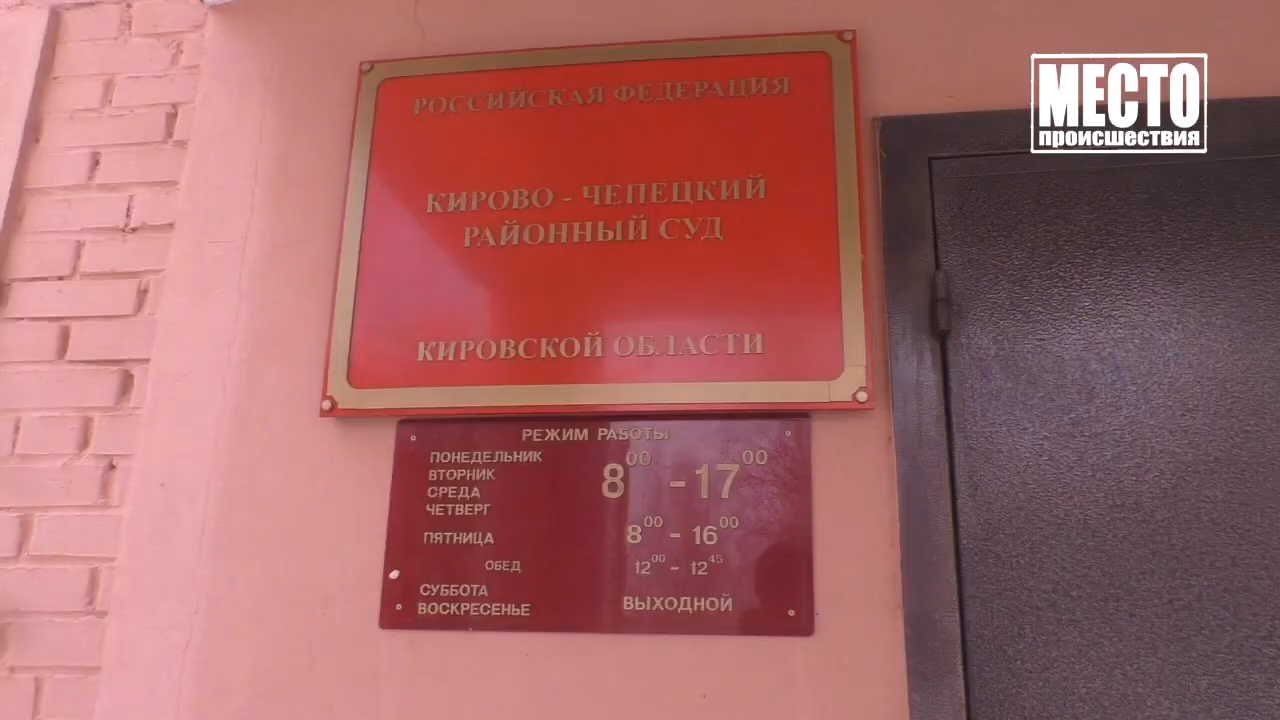 МЕСТО
ПРОИСШЕСТВИЯ
РОССИЙСКАЯ ФЕДЕРАЦИЯ
КИРОВО - ЧЕПЕЦКИЙ
РАЙОННЫЙ СУД
КИРОВСКОЙ ОБЛАСТИ
РЕЖИМ РАБОТЫ
ПОНЕДЕЛЬНИК
ВТОРНИК
СРЕДА
ЧЕТВЕРГ
8 00 - 17 00
ПЯТНИЦА 8 00 - 16 00
ОБЕД 12 00 - 12 45
СУББОТА
ВОСКРЕСЕНЬЕ ВЫХОДНОЙ